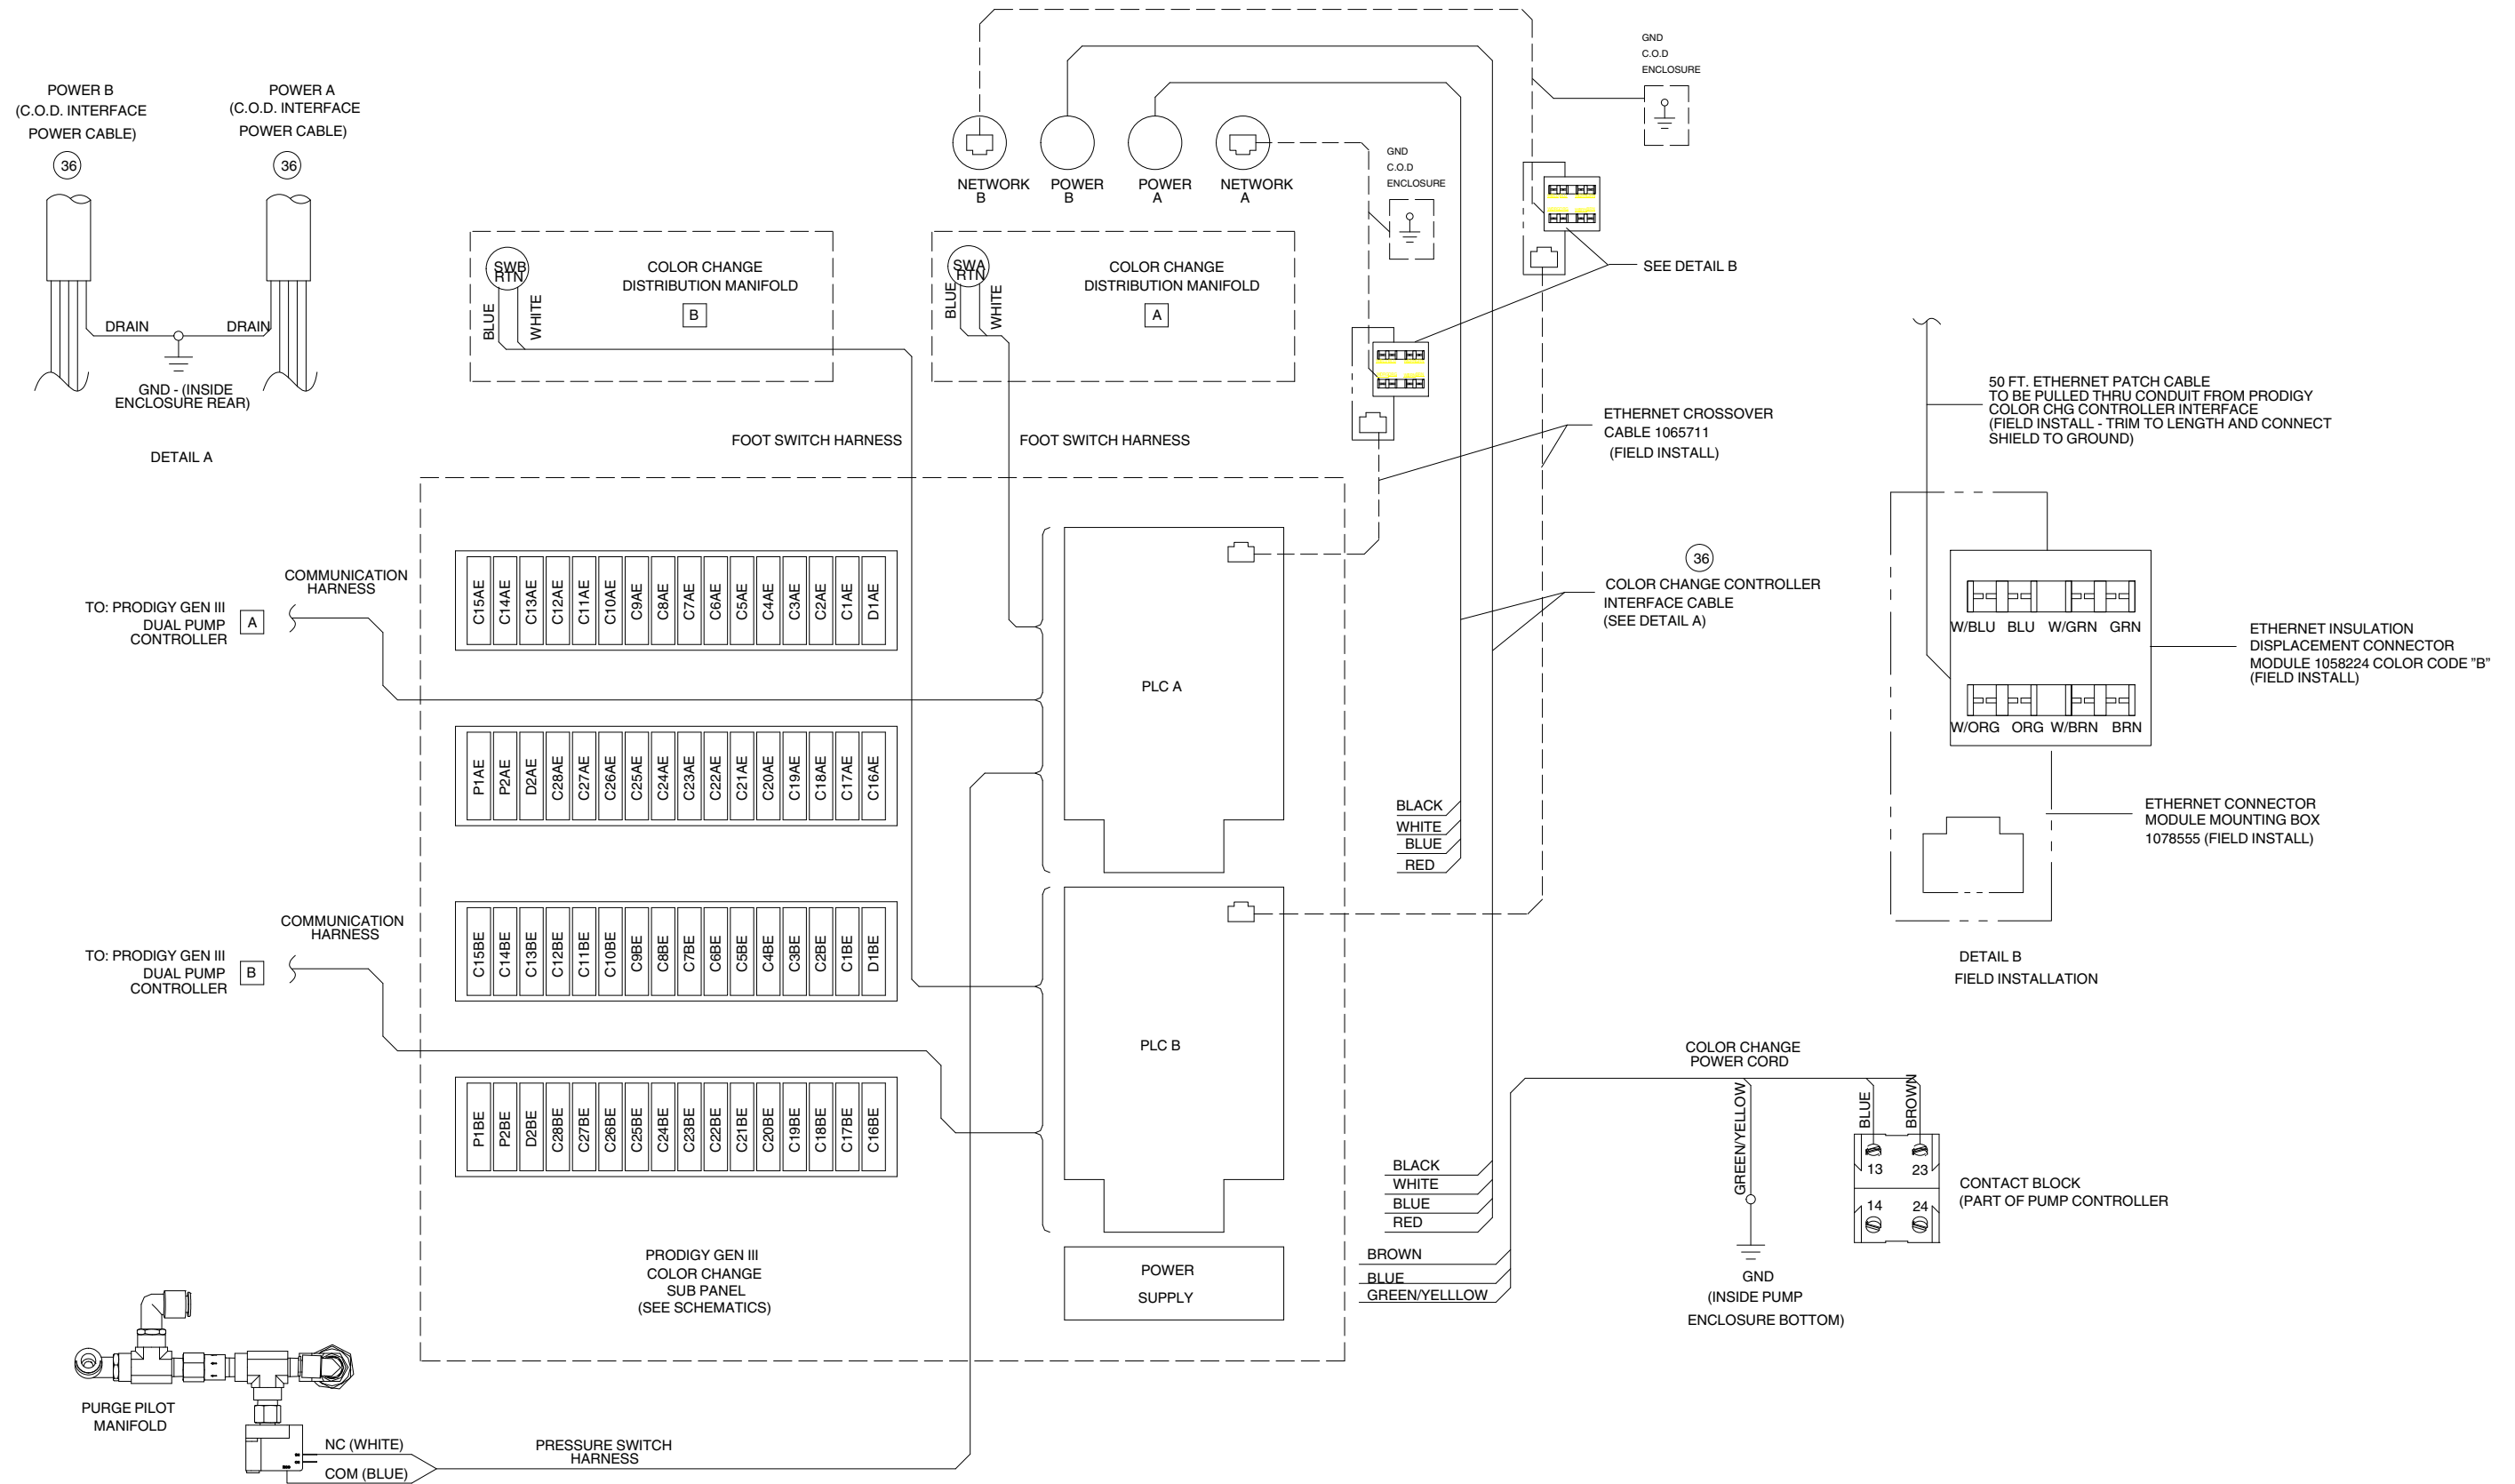 POWER B
(C.O.D. INTERFACE
POWER CABLE)
36
POWER A
(C.O.D. INTERFACE
POWER CABLE)
36
DRAIN
DRAIN
GND - (INSIDE
ENCLOSURE REAR)
DETAIL A
SWB
RTN
BLUE
WHITE
COLOR CHANGE
DISTRIBUTION MANIFOLD
B
SWA
RTN
BLUE
WHITE
COLOR CHANGE
DISTRIBUTION MANIFOLD
A
NETWORK
B
POWER
B
POWER
A
NETWORK
A
GND
C.O.D
ENCLOSURE
GND
C.O.D
ENCLOSURE
SEE DETAIL B
FOOT SWITCH HARNESS
FOOT SWITCH HARNESS
ETHERNET CROSSOVER
CABLE 1065711
(FIELD INSTALL)
36
COLOR CHANGE CONTROLLER
INTERFACE CABLE
(SEE DETAIL A)
COMMUNICATION
HARNESS
TO: PRODIGY GEN III
DUAL PUMP
CONTROLLER
A
C15AE
C14AE
C13AE
C12AE
C11AE
C10AE
C9AE
C8AE
C7AE
C6AE
C5AE
C4AE
C3AE
C2AE
C1AE
D1AE
P1AE
P2AE
D2AE
C28AE
C27AE
C26AE
C25AE
C24AE
C23AE
C22AE
C21AE
C20AE
C19AE
C18AE
C17AE
C16AE
PLC A
COMMUNICATION
HARNESS
TO: PRODIGY GEN III
DUAL PUMP
CONTROLLER
B
C15BE
C14BE
C13BE
C12BE
C11BE
C10BE
C9BE
C8BE
C7BE
C6BE
C5BE
C4BE
C3BE
C2BE
C1BE
D1BE
P1BE
P2BE
D2BE
C28BE
C27BE
C26BE
C25BE
C24BE
C23BE
C22BE
C21BE
C20BE
C19BE
C18BE
C17BE
C16BE
PLC B
POWER
SUPPLY
PRODIGY GEN III
COLOR CHANGE
SUB PANEL
(SEE SCHEMATICS)
BLACK
WHITE
BLUE
RED
BLACK
WHITE
BLUE
RED
BROWN
BLUE
GREEN/YELLLOW
PURGE PILOT
MANIFOLD
NC (WHITE)
COM (BLUE)
PRESSURE SWITCH
HARNESS
50 FT. ETHERNET PATCH CABLE
TO BE PULLED THRU CONDUIT FROM PRODIGY
COLOR CHG CONTROLLER INTERFACE
(FIELD INSTALL - TRIM TO LENGTH AND CONNECT
SHIELD TO GROUND)
W/BLU BLU W/GRN GRN
W/ORG ORG W/BRN BRN
ETHERNET INSULATION
DISPLACEMENT CONNECTOR
MODULE 1058224 COLOR CODE "B"
(FIELD INSTALL)
ETHERNET CONNECTOR
MODULE MOUNTING BOX
1078555 (FIELD INSTALL)
DETAIL B
FIELD INSTALLATION
COLOR CHANGE
POWER CORD
GREEN/YELLOW
BLUE
BROWN
13
23
14
24
CONTACT BLOCK
(PART OF PUMP CONTROLLER
GND
(INSIDE PUMP
ENCLOSURE BOTTOM)